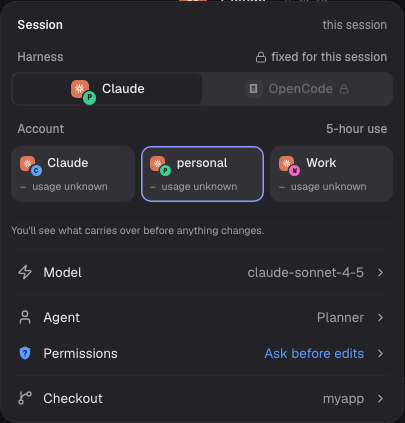 Session this session
Harness fixed for this session
Claude OpenCode
P
Account 5-hour use
Claude personal Work
C P W
– usage unknown – usage unknown – usage unknown
You'll see what carries over before anything changes.
Model claude-sonnet-4-5
Agent Planner
? Permissions Ask before edits
Checkout myapp